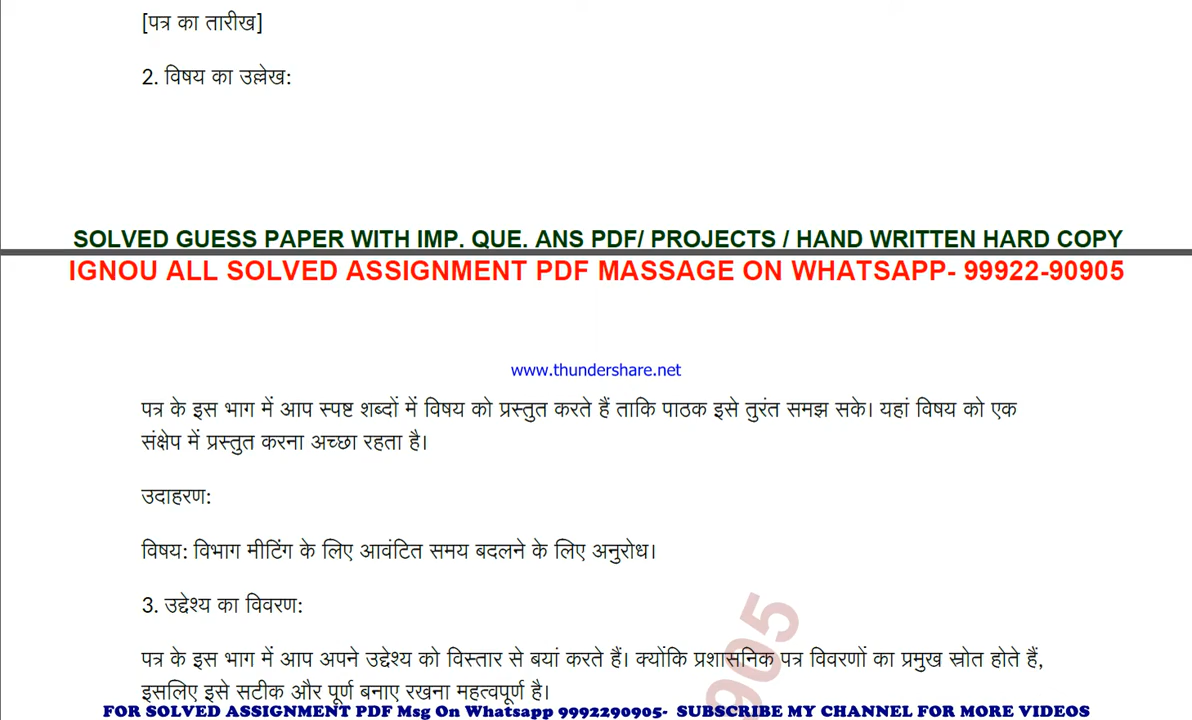 [पत्र का तारीख]
2. विषय का उल्लेख:
SOLVED GUESS PAPER WITH IMP. QUE. ANS PDF/ PROJECTS / HAND WRITTEN HARD COPY
IGNOU ALL SOLVED ASSIGNMENT PDF MASSAGE ON WHATSAPP- 99922-90905
www.thundershare.net
पत्र के इस भाग में आप स्पष्ट शब्दों में विषय को प्रस्तुत करते हैं ताकि पाठक इसे तुरंत समझ सके। यहां विषय को एक
संक्षेप में प्रस्तुत करना अच्छा रहता है।
उदाहरण:
विषय: विभाग मीटिंग के लिए आवंटित समय बदलने के लिए अनुरोध।
3. उद्देश्य का विवरण:
पत्र के इस भाग में आप अपने उद्देश्य को विस्तार से बयां करते हैं। क्योंकि प्रशासनिक पत्र विवरणों का प्रमुख स्रोत होते हैं,
इसलिए इसे सटीक और पूर्ण बनाए रखना महत्वपूर्ण है।
905
FOR SOLVED ASSIGNMENT PDF Msg On Whatsapp 9992290905- SUBSCRIBE MY CHANNEL FOR MORE VIDEOS